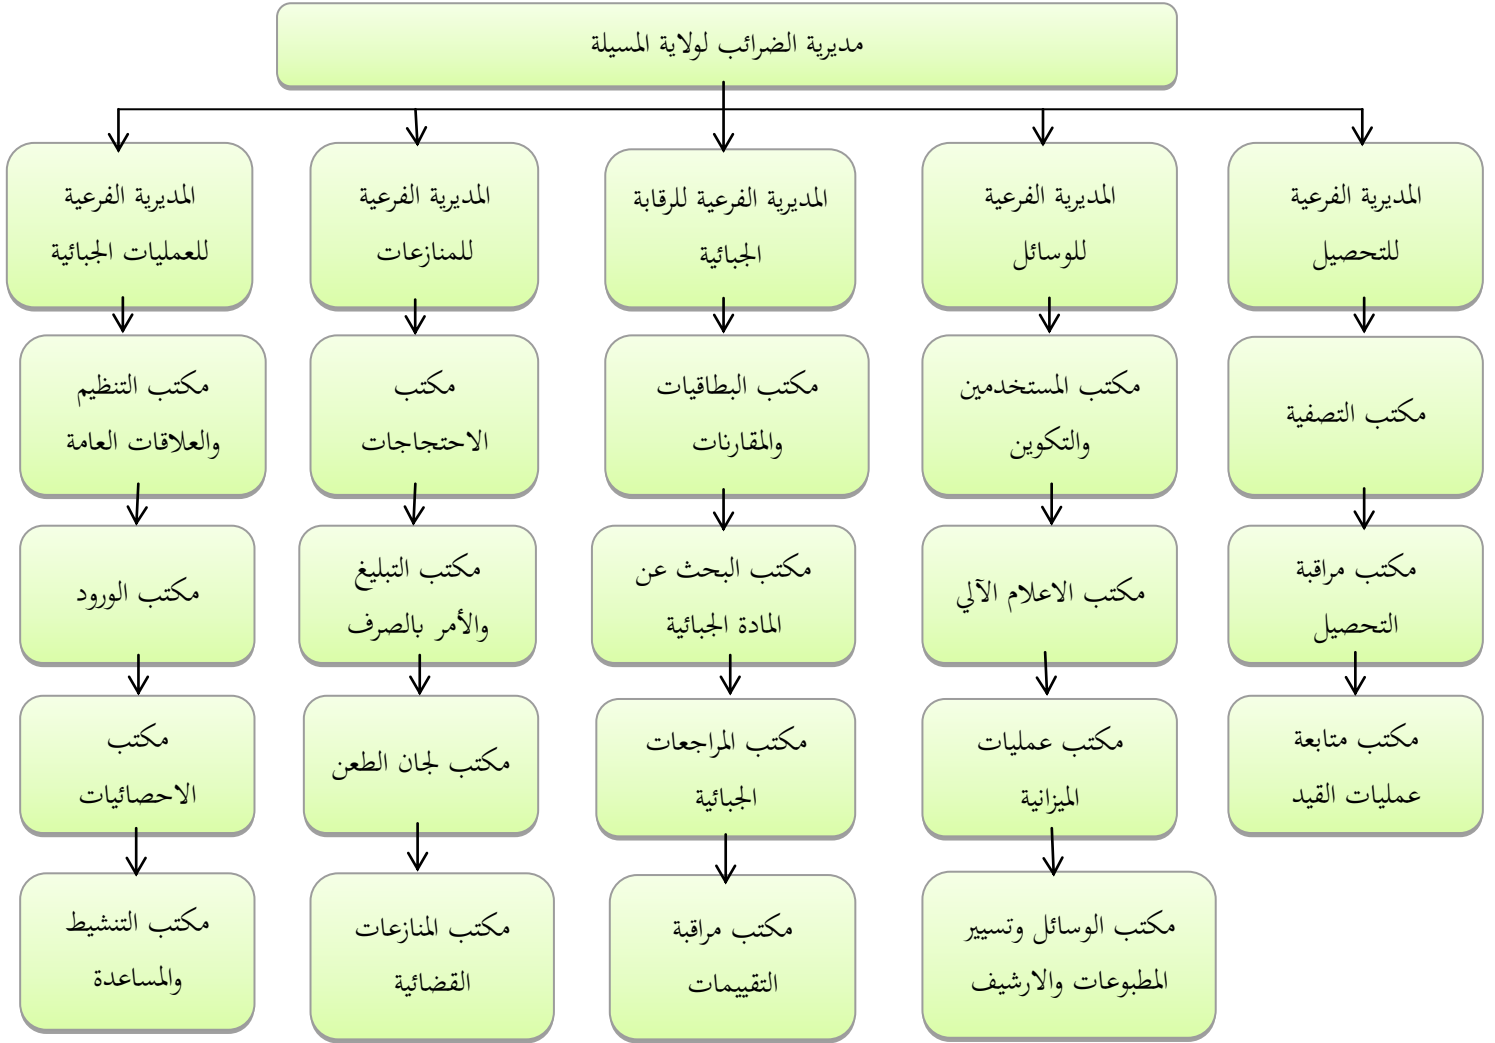 مديرية الضرائب لولاية المسيلة
المديرية الفرعية
للتحصيل
المديرية الفرعية
للوسائل
المديرية الفرعية للرقابة
الجبائية
المديرية الفرعية
للمنازعات
المديرية الفرعية
للعمليات الجبائية
مكتب التصفية
مكتب المستخدمين
والتكوين
مكتب البطاقيات
والمقارنات
مكتب
الاحتجاجات
مكتب التنظيم
والعلاقات العامة
مكتب مراقبة
التحصيل
مكتب الاعلام الآلي
مكتب البحث عن
المادة الجبائية
مكتب التبليغ
والأمر بالصرف
مكتب الورود
مكتب متابعة
عمليات القيد
مكتب عمليات
الميزانية
مكتب المراجعات
الجبائية
مكتب لجان الطعن
مكتب
الاحصائيات
مكتب الوسائل وتسيير
المطبوعات والارشيف
مكتب مراقبة
التقييمات
مكتب المنازعات
القضائية
مكتب التنشيط
والمساعدة